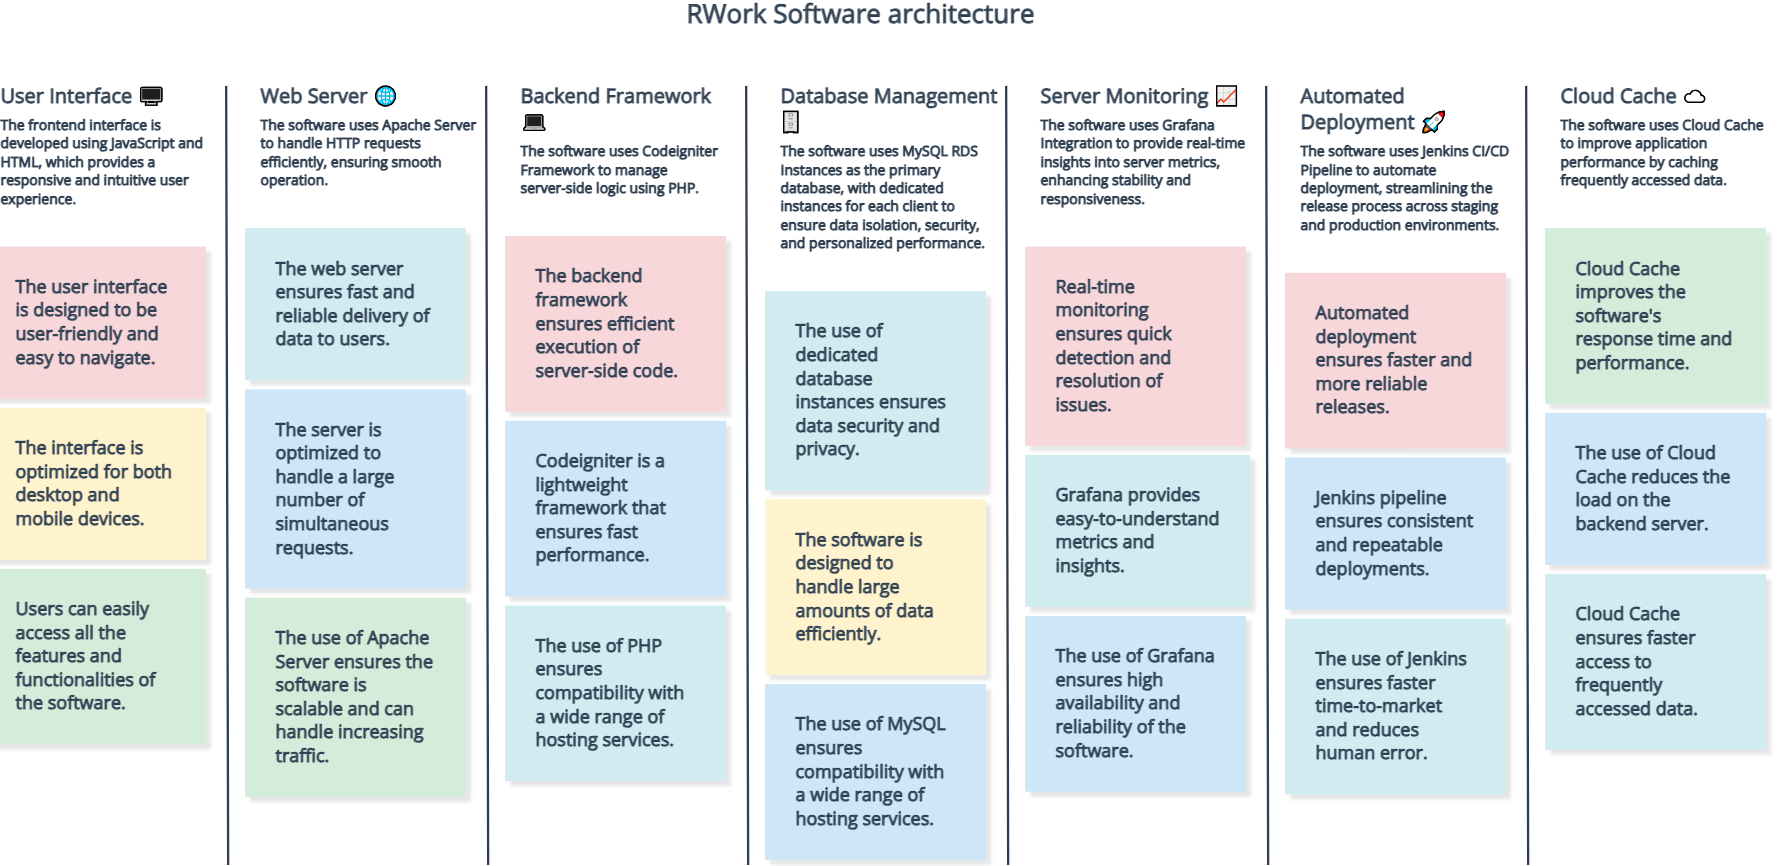 RWork Software architecture
User Interface
The frontend interface is
developed using JavaScript and
HTML, which provides a
responsive and intuitive user
experience.
The user interface
is designed to be
user-friendly and
easy to navigate.
The interface is
optimized for both
desktop and
mobile devices.
Users can easily
access all the
features and
functionalities of
the software.
Web Server
The software uses Apache Server
to handle HTTP requests
efficiently, ensuring smooth
operation.
The web server
ensures fast and
reliable delivery of
data to users.
The server is
optimized to
handle a large
number of
simultaneous
requests.
The use of Apache
Server ensures the
software is
scalable and can
handle increasing
traffic.
Backend Framework
The software uses Codeigniter
Framework to manage
server-side logic using PHP.
The backend
framework
ensures efficient
execution of
server-side code.
Codeigniter is a
lightweight
framework that
ensures fast
performance.
The use of PHP
ensures
compatibility with
a wide range of
hosting services.
Database Management
The software uses MySQL RDS
Instances as the primary
database, with dedicated
instances for each client to
ensure data isolation, security,
and personalized performance.
The use of
dedicated
database
instances ensures
data security and
privacy.
The software is
designed to
handle large
amounts of data
efficiently.
The use of MySQL
ensures
compatibility with
a wide range of
hosting services.
Server Monitoring
The software uses Grafana
Integration to provide real-time
insights into server metrics,
enhancing stability and
responsiveness.
Real-time
monitoring
ensures quick
detection and
resolution of
issues.
Grafana provides
easy-to-understand
metrics and
insights.
The use of Grafana
ensures high
availability and
reliability of the
software.
Automated
Deployment
The software uses Jenkins CI/CD
Pipeline to automate
deployment, streamlining the
release process across staging
and production environments.
Automated
deployment
ensures faster and
more reliable
releases.
Jenkins pipeline
ensures consistent
and repeatable
deployments.
The use of Jenkins
ensures faster
time-to-market
and reduces
human error.
Cloud Cache
The software uses Cloud Cache
to improve application
performance by caching
frequently accessed data.
Cloud Cache
improves the
software's
response time and
performance.
The use of Cloud
Cache reduces the
load on the
backend server.
Cloud Cache
ensures faster
access to
frequently
accessed data.